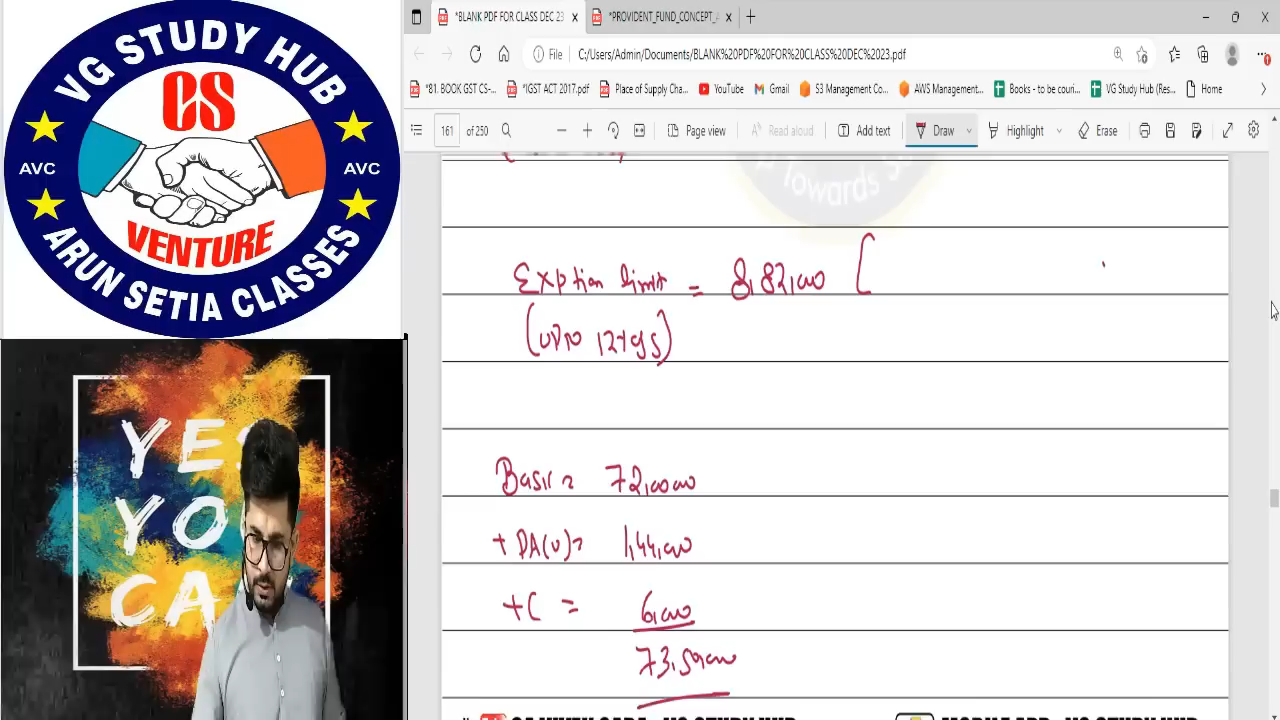 VG STUDY HUB
CS
AVC
AVC
VENTURE
ARUN SETIA CLASSES
YES
YO
CA
*BLANK PDF FOR CLASS DEC 23
*PROVIDENT_FUND_CONCEPT_
File
C:/Users/Admin/Documents/BLANK%20PDF%20FOR%20CLASS%20DEC%2023.pdf
*81. BOOK GST CS-...
*IGST ACT 2017.pdf
Place of Supply Cha...
YouTube
Gmail
S3 Management Co...
AWS Management...
Books - to be couri...
VG Study Hub (Res...
Home
161 of 250
Page view
Read aloud
Add text
Draw
Highlight
Erase
Towards
Exption limit = 8,82,000 [
(upto 12%
Basic = 72,00,000
+ DA(U) = 1,44,000
+C = 6,000
73,50,000